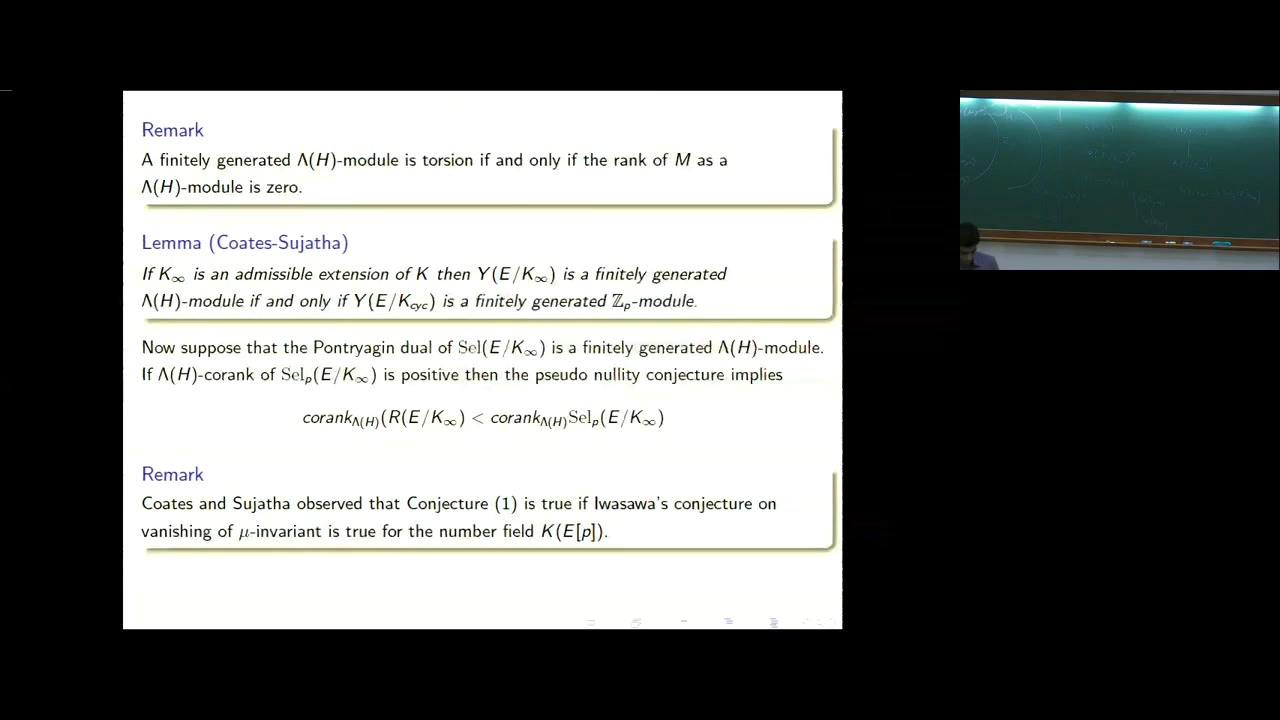 Remark
A finitely generated Λ(H)-module is torsion if and only if the rank of M as a
Λ(H)-module is zero.
Lemma (Coates-Sujatha)
If K∞ is an admissible extension of K then Y(E/K∞) is a finitely generated
Λ(H)-module if and only if Y(E/Kcyc) is a finitely generated ℤp-module.
Now suppose that the Pontryagin dual of Sel(E/K∞) is a finitely generated Λ(H)-module.
If Λ(H)-corank of Selp(E/K∞) is positive then the pseudo nullity conjecture implies
corankΛ(H)(R(E/K∞) < corankΛ(H)Selp(E/K∞)
Remark
Coates and Sujatha observed that Conjecture (1) is true if Iwasawa's conjecture on
vanishing of μ-invariant is true for the number field K(E[p]).